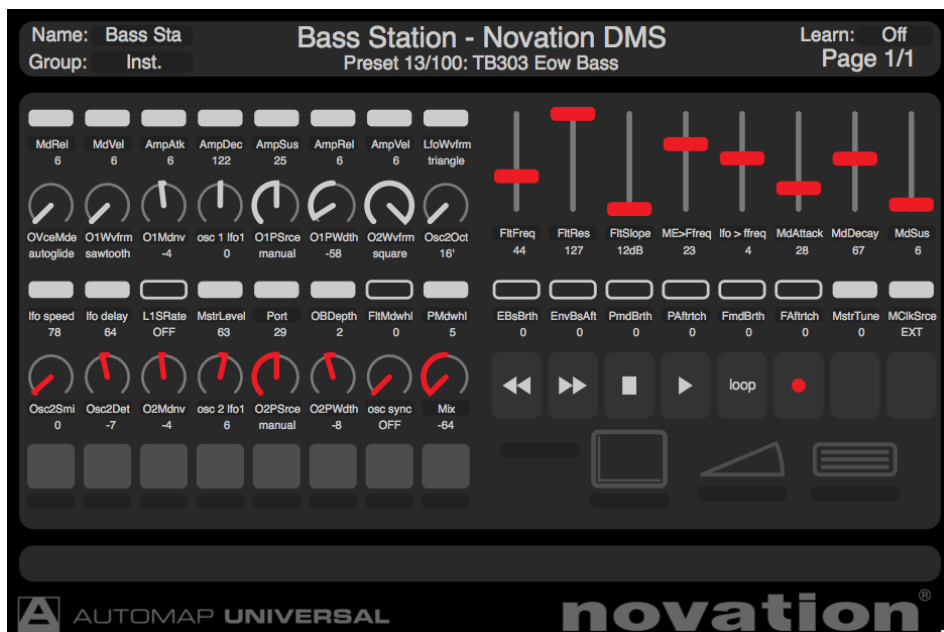 Name: Bass Sta
Bass Station - Novation DMS
Learn: Off
Group: Inst.
Preset 13/100: TB303 Eow Bass
Page 1/1
MdRel MdVel AmpAtk AmpDec AmpSus AmpRel AmpVel LfoWvfrm
6 6 6 122 25 6 6 triangle
OVceMde O1Wvfrm O1Mdnv osc 1 lfo1 O1PSrce O1PWdth O2Wvfrm Osc2Oct
autoglide sawtooth -4 0 manual -58 square 16'
FltFreq FltRes FltSlope ME>Ffreq lfo > ffreq MdAttack MdDecay MdSus
44 127 12dB 23 4 28 67 6
lfo speed lfo delay L1SRate MstrLevel Port OBDepth FltMdwhl PMdwhl
78 64 OFF 63 29 2 0 5
EBsBrth EnvBsAft PmdBrth PAftrtch FmdBrth FAftrtch MstrTune MClkSrce
0 0 0 0 0 0 0 EXT
loop
Osc2Smi Osc2Det O2Mdnv osc 2 lfo1 O2PSrce O2PWdth osc sync Mix
0 -7 -4 6 manual -8 OFF -64
A AUTOMAP UNIVERSAL
novation®